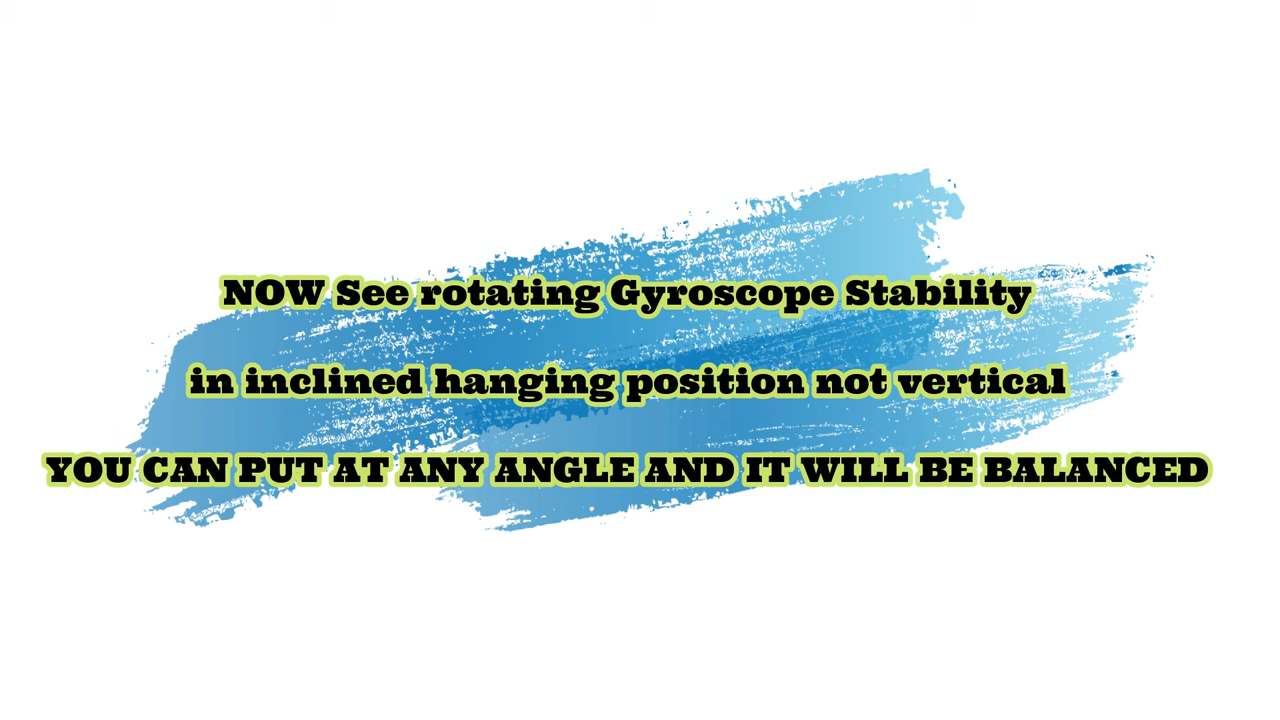 NOW See rotating Gyroscope Stability
in inclined hanging position not vertical
YOU CAN PUT AT ANY ANGLE AND IT WILL BE BALANCED